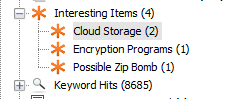 Interesting Items (4)
Cloud Storage (2)
Encryption Programs (1)
Possible Zip Bomb (1)
Keyword Hits (8685)